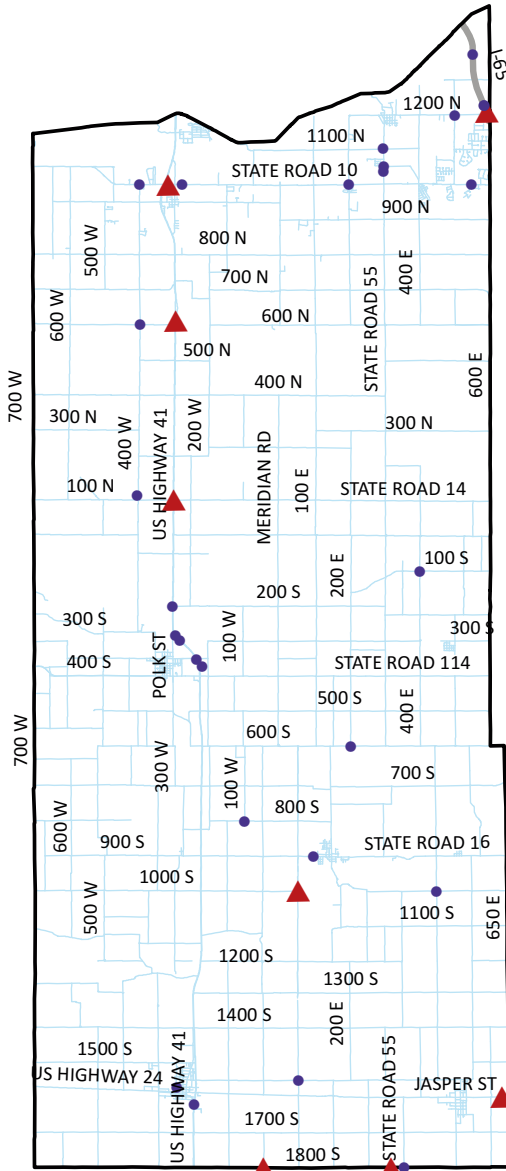 I-65
1200 N
1100 N
STATE ROAD 10
900 N
500 W
800 N
400 E
700 N
600 W
600 N
STATE ROAD 55
500 N
600 E
700 W
400 N
300 N
200 W
300 N
400 W
US HIGHWAY 41
MERIDIAN RD
100 E
100 N
STATE ROAD 14
100 S
200 E
200 S
300 S
300 S
100 W
400 S
POLK ST
STATE ROAD 114
500 S
400 E
700 W
600 S
300 W
700 S
100 W
800 S
600 W
900 S
STATE ROAD 16
1000 S
500 W
1100 S
650 E
1200 S
1300 S
1400 S
200 E
1500 S
US HIGHWAY 24
US HIGHWAY 41
STATE ROAD 55
JASPER ST
1700 S
1800 S